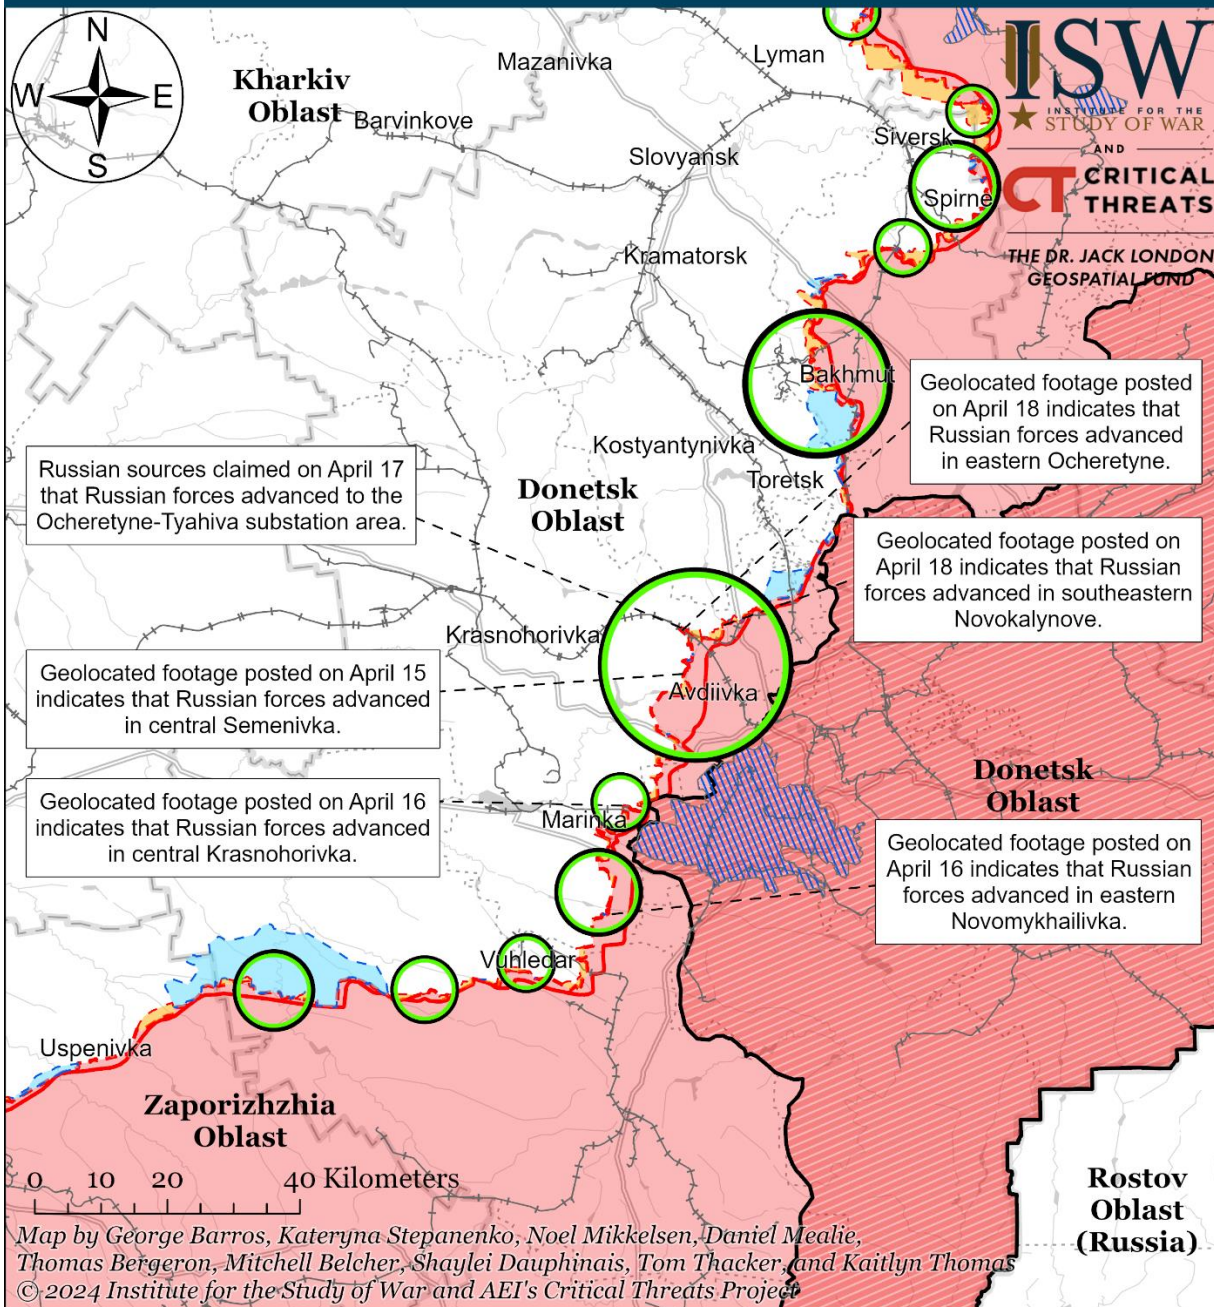 N
W
E
S
Kharkiv
Oblast
Mazanivka
Lyman
ISW
INSTITUTE FOR THE
STUDY OF WAR
AND
CT CRITICAL
THREATS
THE DR. JACK LONDON
GEOSPATIAL FUND
Barvinkove
Slovyansk
Siversk
Spirne
Kramatorsk
Bakhmut
Geolocated footage posted
on April 18 indicates that
Russian forces advanced
in eastern Ocheretyne.
Kostyantynivka
Toretsk
Russian sources claimed on April 17
that Russian forces advanced to the
Ocheretyne-Tyahiva substation area.
Donetsk
Oblast
Geolocated footage posted on
April 18 indicates that Russian
forces advanced in southeastern
Novokalynove.
Krasnohorivka
Geolocated footage posted on April 15
indicates that Russian forces advanced
in central Semenivka.
Avdiivka
Geolocated footage posted on April 16
indicates that Russian forces advanced
in central Krasnohorivka.
Marinka
Donetsk
Oblast
Geolocated footage posted on
April 16 indicates that Russian
forces advanced in eastern
Novomykhailivka.
Vuhledar
Uspenivka
Zaporizhzhia
Oblast
0 10 20 40 Kilometers
Rostov
Oblast
(Russia)
Map by George Barros, Kateryna Stepanenko, Noel Mikkelsen, Daniel Mealie,
Thomas Bergeron, Mitchell Belcher, Shaylei Dauphinais, Tom Thacker, and Kaitlyn Thomas
© 2024 Institute for the Study of War and AEI's Critical Threats Project